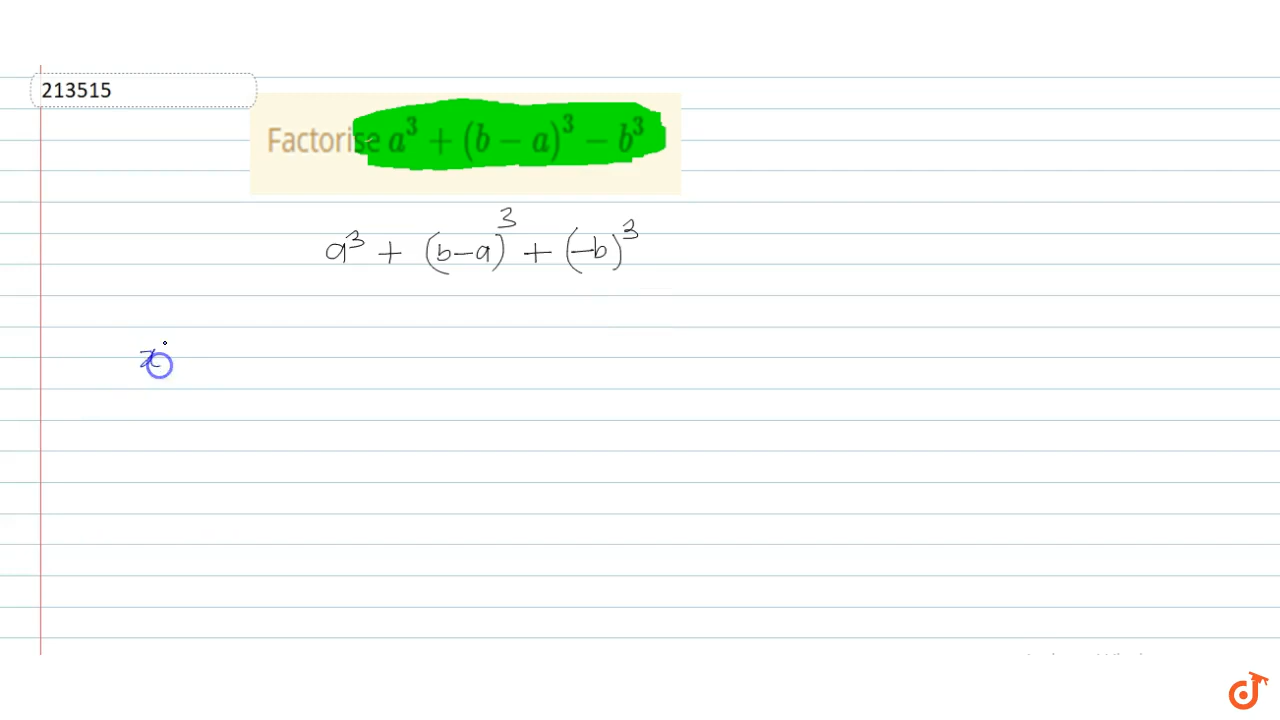 213515
Factorise a³ + (b − a)³ − b³
a³ + (b−a)³ + (−b)³
x